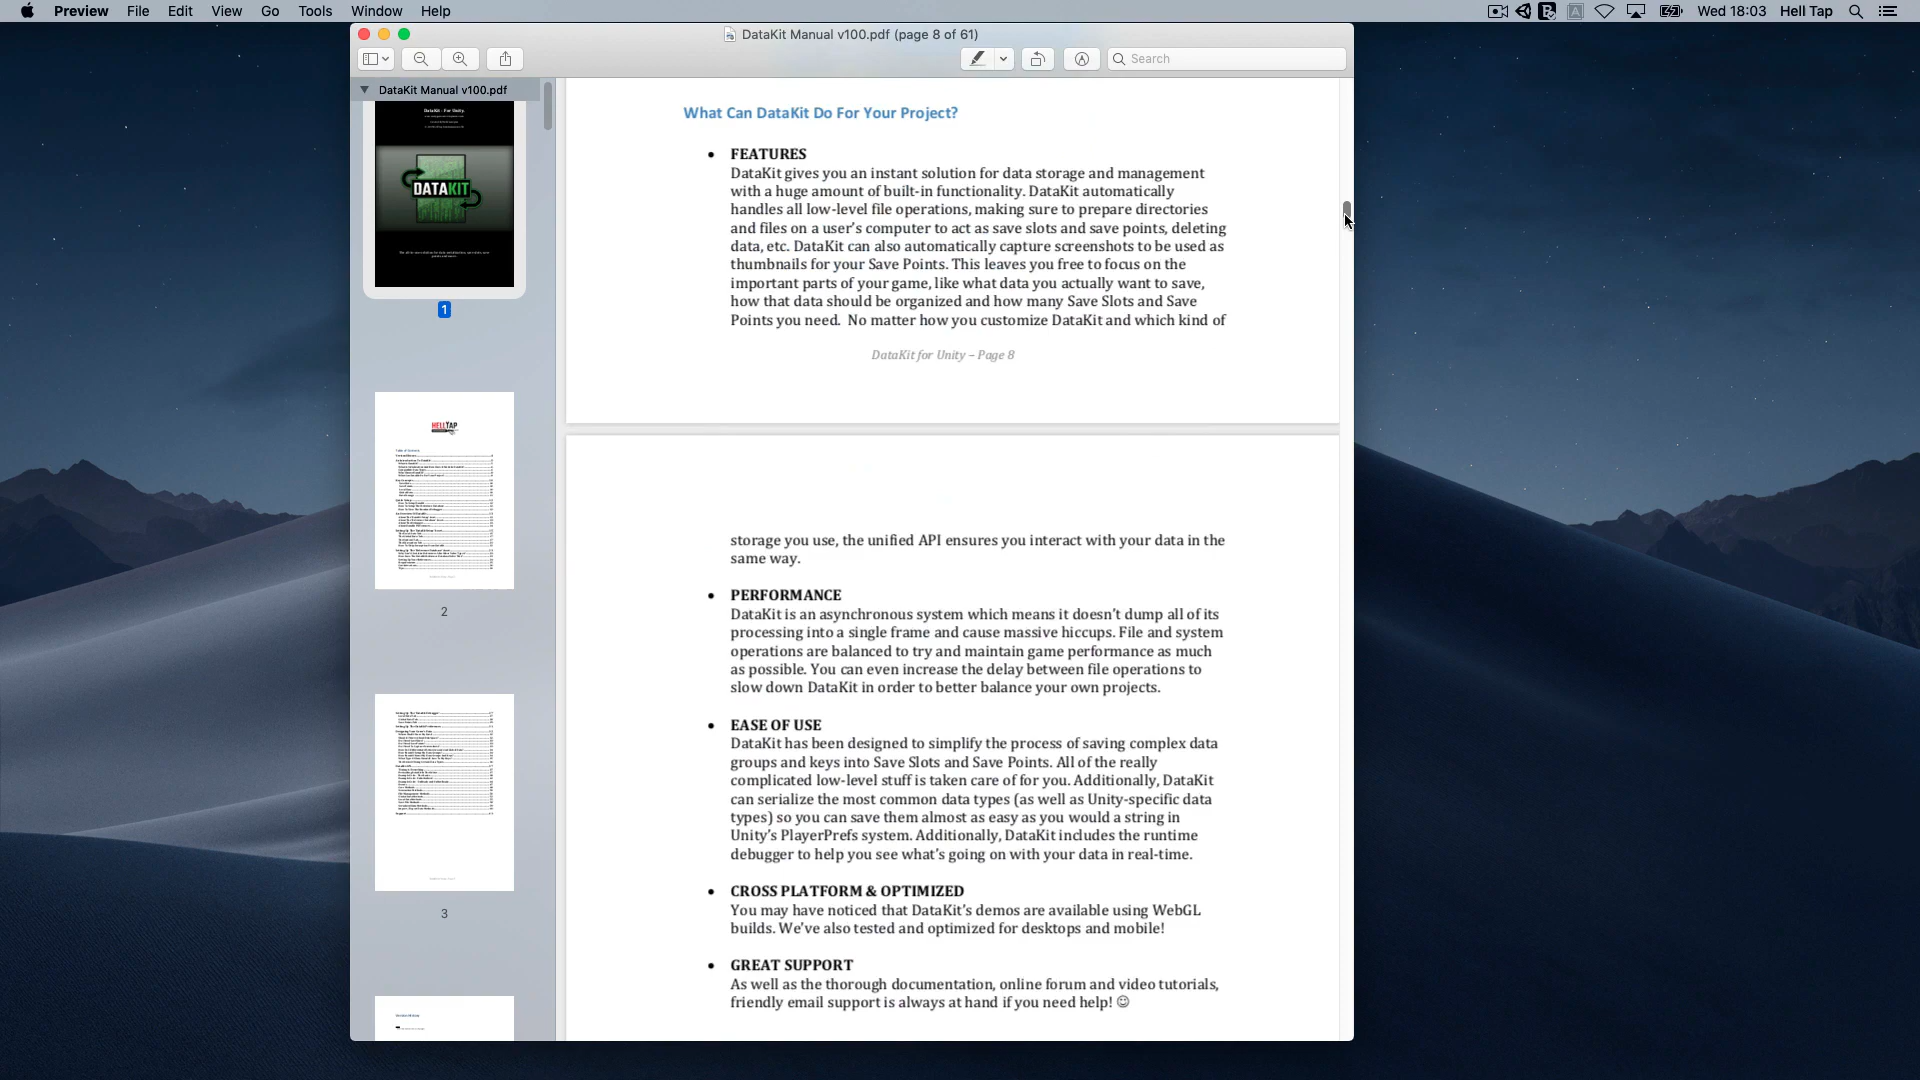 Preview File Edit View Go Tools Window Help
Wed 18:03 Hell Tap
DataKit Manual v100.pdf (page 8 of 61)
Search
DataKit Manual v100.pdf
DataKit - For Unity.
DATAKIT
1
HELLTAP
2
3
What Can DataKit Do For Your Project?
• FEATURES
DataKit gives you an instant solution for data storage and management
with a huge amount of built-in functionality. DataKit automatically
handles all low-level file operations, making sure to prepare directories
and files on a user's computer to act as save slots and save points, deleting
data, etc. DataKit can also automatically capture screenshots to be used as
thumbnails for your Save Points. This leaves you free to focus on the
important parts of your game, like what data you actually want to save,
how that data should be organized and how many Save Slots and Save
Points you need.  No matter how you customize DataKit and which kind of
DataKit for Unity – Page 8
storage you use, the unified API ensures you interact with your data in the
same way.
• PERFORMANCE
DataKit is an asynchronous system which means it doesn't dump all of its
processing into a single frame and cause massive hiccups. File and system
operations are balanced to try and maintain game performance as much
as possible. You can even increase the delay between file operations to
slow down DataKit in order to better balance your own projects.
• EASE OF USE
DataKit has been designed to simplify the process of saving complex data
groups and keys into Save Slots and Save Points. All of the really
complicated low-level stuff is taken care of for you. Additionally, DataKit
can serialize the most common data types (as well as Unity-specific data
types) so you can save them almost as easy as you would a string in
Unity's PlayerPrefs system. Additionally, DataKit includes the runtime
debugger to help you see what's going on with your data in real-time.
• CROSS PLATFORM & OPTIMIZED
You may have noticed that DataKit's demos are available using WebGL
builds. We've also tested and optimized for desktops and mobile!
• GREAT SUPPORT
As well as the thorough documentation, online forum and video tutorials,
friendly email support is always at hand if you need help! ☺